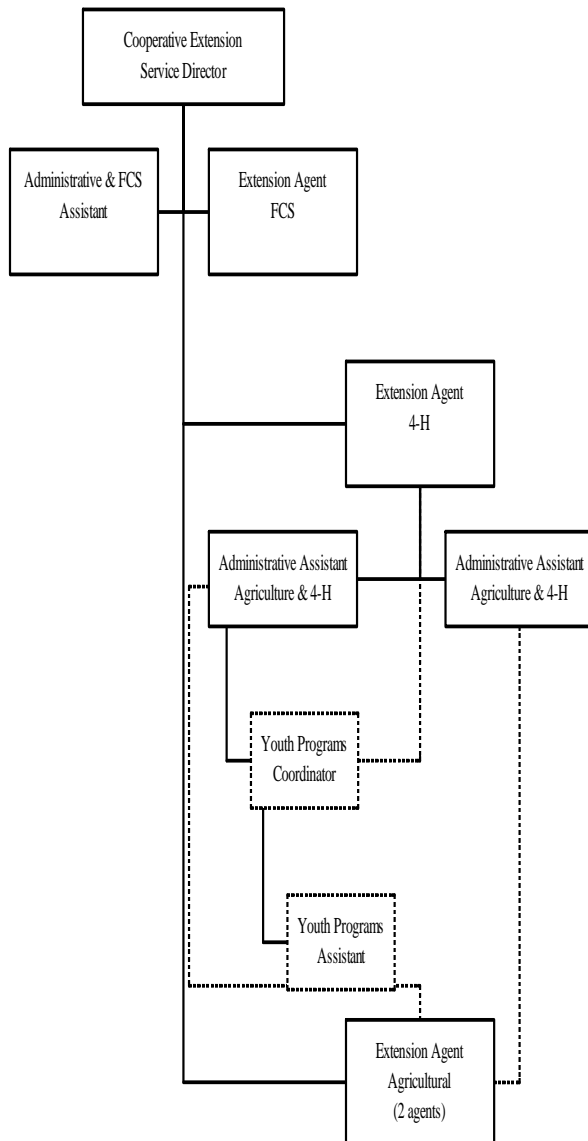 Cooperative Extension
Service Director
Administrative & FCS
Assistant
Extension Agent
FCS
Extension Agent
4-H
Administrative Assistant
Agriculture & 4-H
Administrative Assistant
Agriculture & 4-H
Youth Programs
Coordinator
Youth Programs
Assistant
Extension Agent
Agricultural
(2 agents)